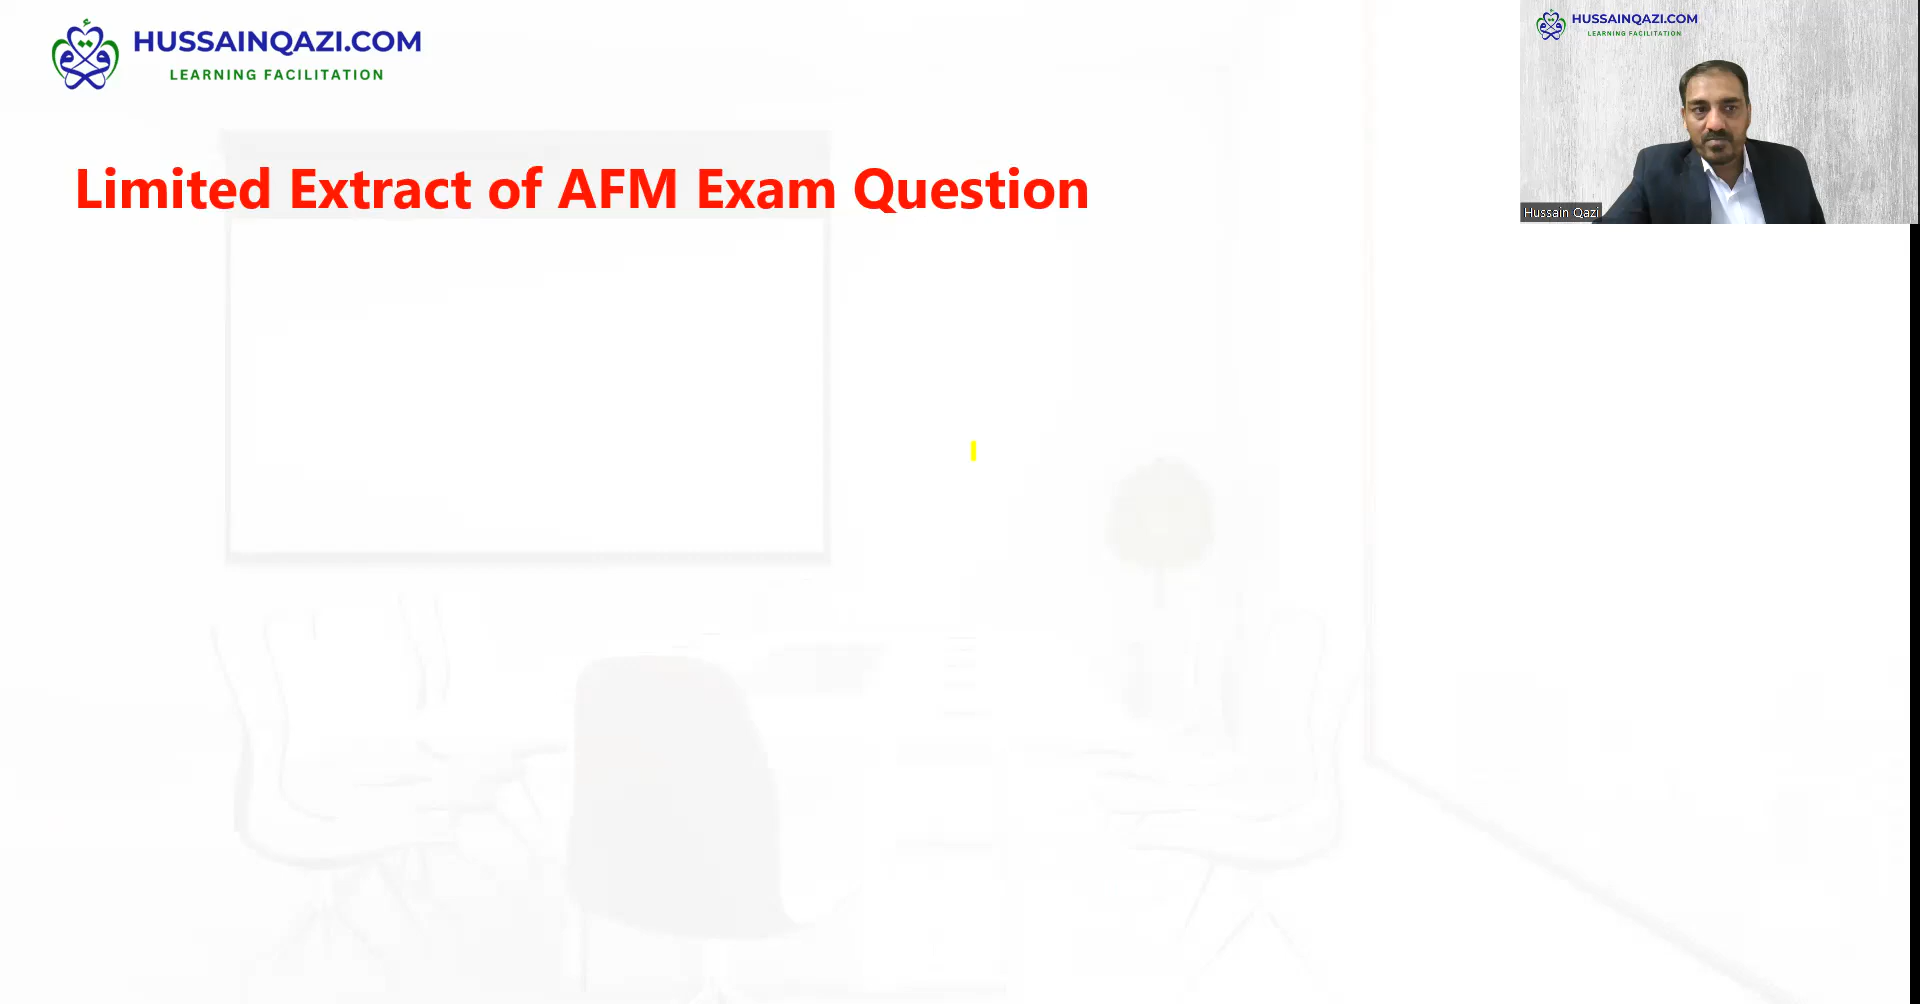 HUSSAINQAZI.COM
LEARNING FACILITATION
Limited Extract of AFM Exam Question
HUSSAINQAZI.COM
LEARNING FACILITATION
Hussain Qazi